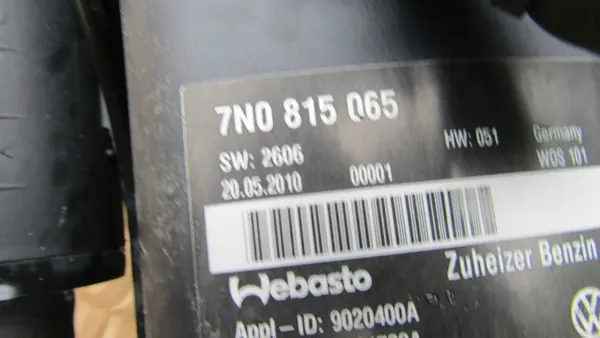 7N0 815 065
SW: 2606 HW: 051 Germany
20.05.2010 00001 WOS 101
Webasto Zuheizer Benzin
Appl-ID: 9020400A